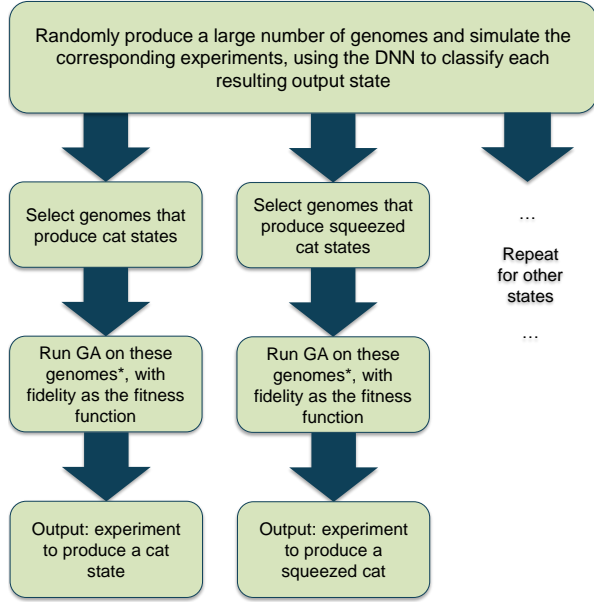 Randomly produce a large number of genomes and simulate the
corresponding experiments, using the DNN to classify each
resulting output state
Select genomes that
produce cat states
Select genomes that
produce squeezed
cat states
…
Repeat
for other
states
…
Run GA on these
genomes*, with
fidelity as the fitness
function
Run GA on these
genomes*, with
fidelity as the fitness
function
Output: experiment
to produce a cat
state
Output: experiment
to produce a
squeezed cat